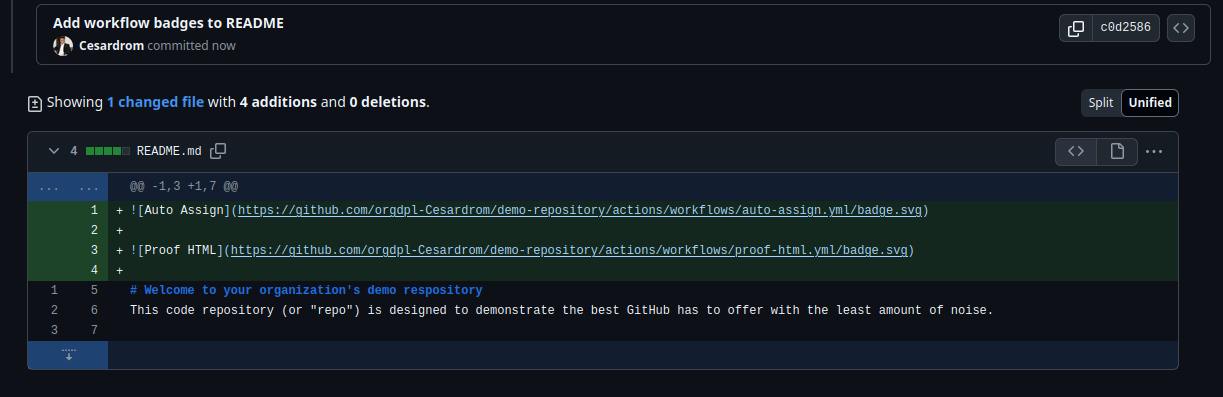 Add workflow badges to README
Cesardrom committed now
c0d2586
Showing 1 changed file with 4 additions and 0 deletions.
Split Unified
4 README.md
... ... @@ -1,3 +1,7 @@
1 + ![Auto Assign](https://github.com/orgdpl-Cesardrom/demo-repository/actions/workflows/auto-assign.yml/badge.svg)
2 +
3 + ![Proof HTML](https://github.com/orgdpl-Cesardrom/demo-repository/actions/workflows/proof-html.yml/badge.svg)
4 +
1 5 # Welcome to your organization's demo respository
2 6 This code repository (or "repo") is designed to demonstrate the best GitHub has to offer with the least amount of noise.
3 7